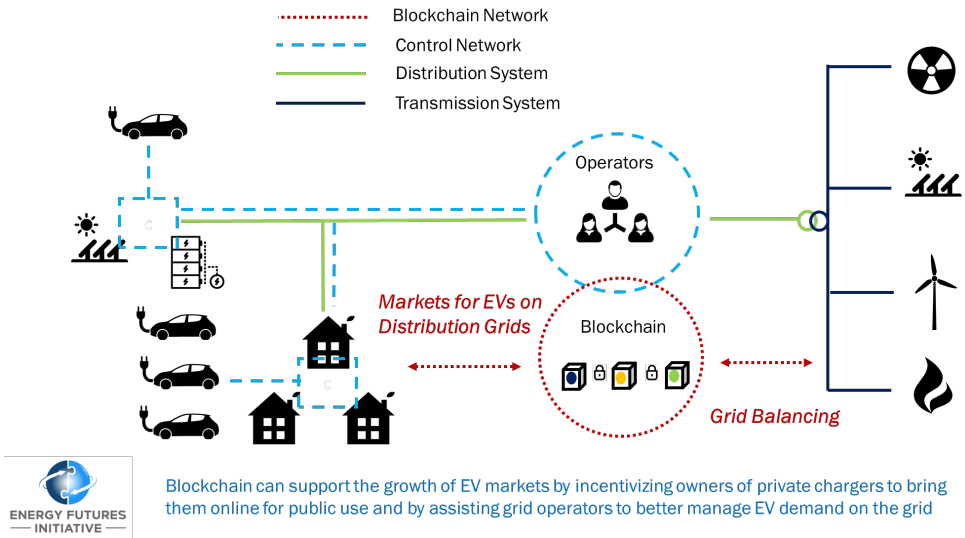 Blockchain Network
Control Network
Distribution System
Transmission System
Operators
C
Markets for EVs on
Distribution Grids
Blockchain
C
Grid Balancing
ENERGY FUTURES
INITIATIVE
Blockchain can support the growth of EV markets by incentivizing owners of private chargers to bring
them online for public use and by assisting grid operators to better manage EV demand on the grid